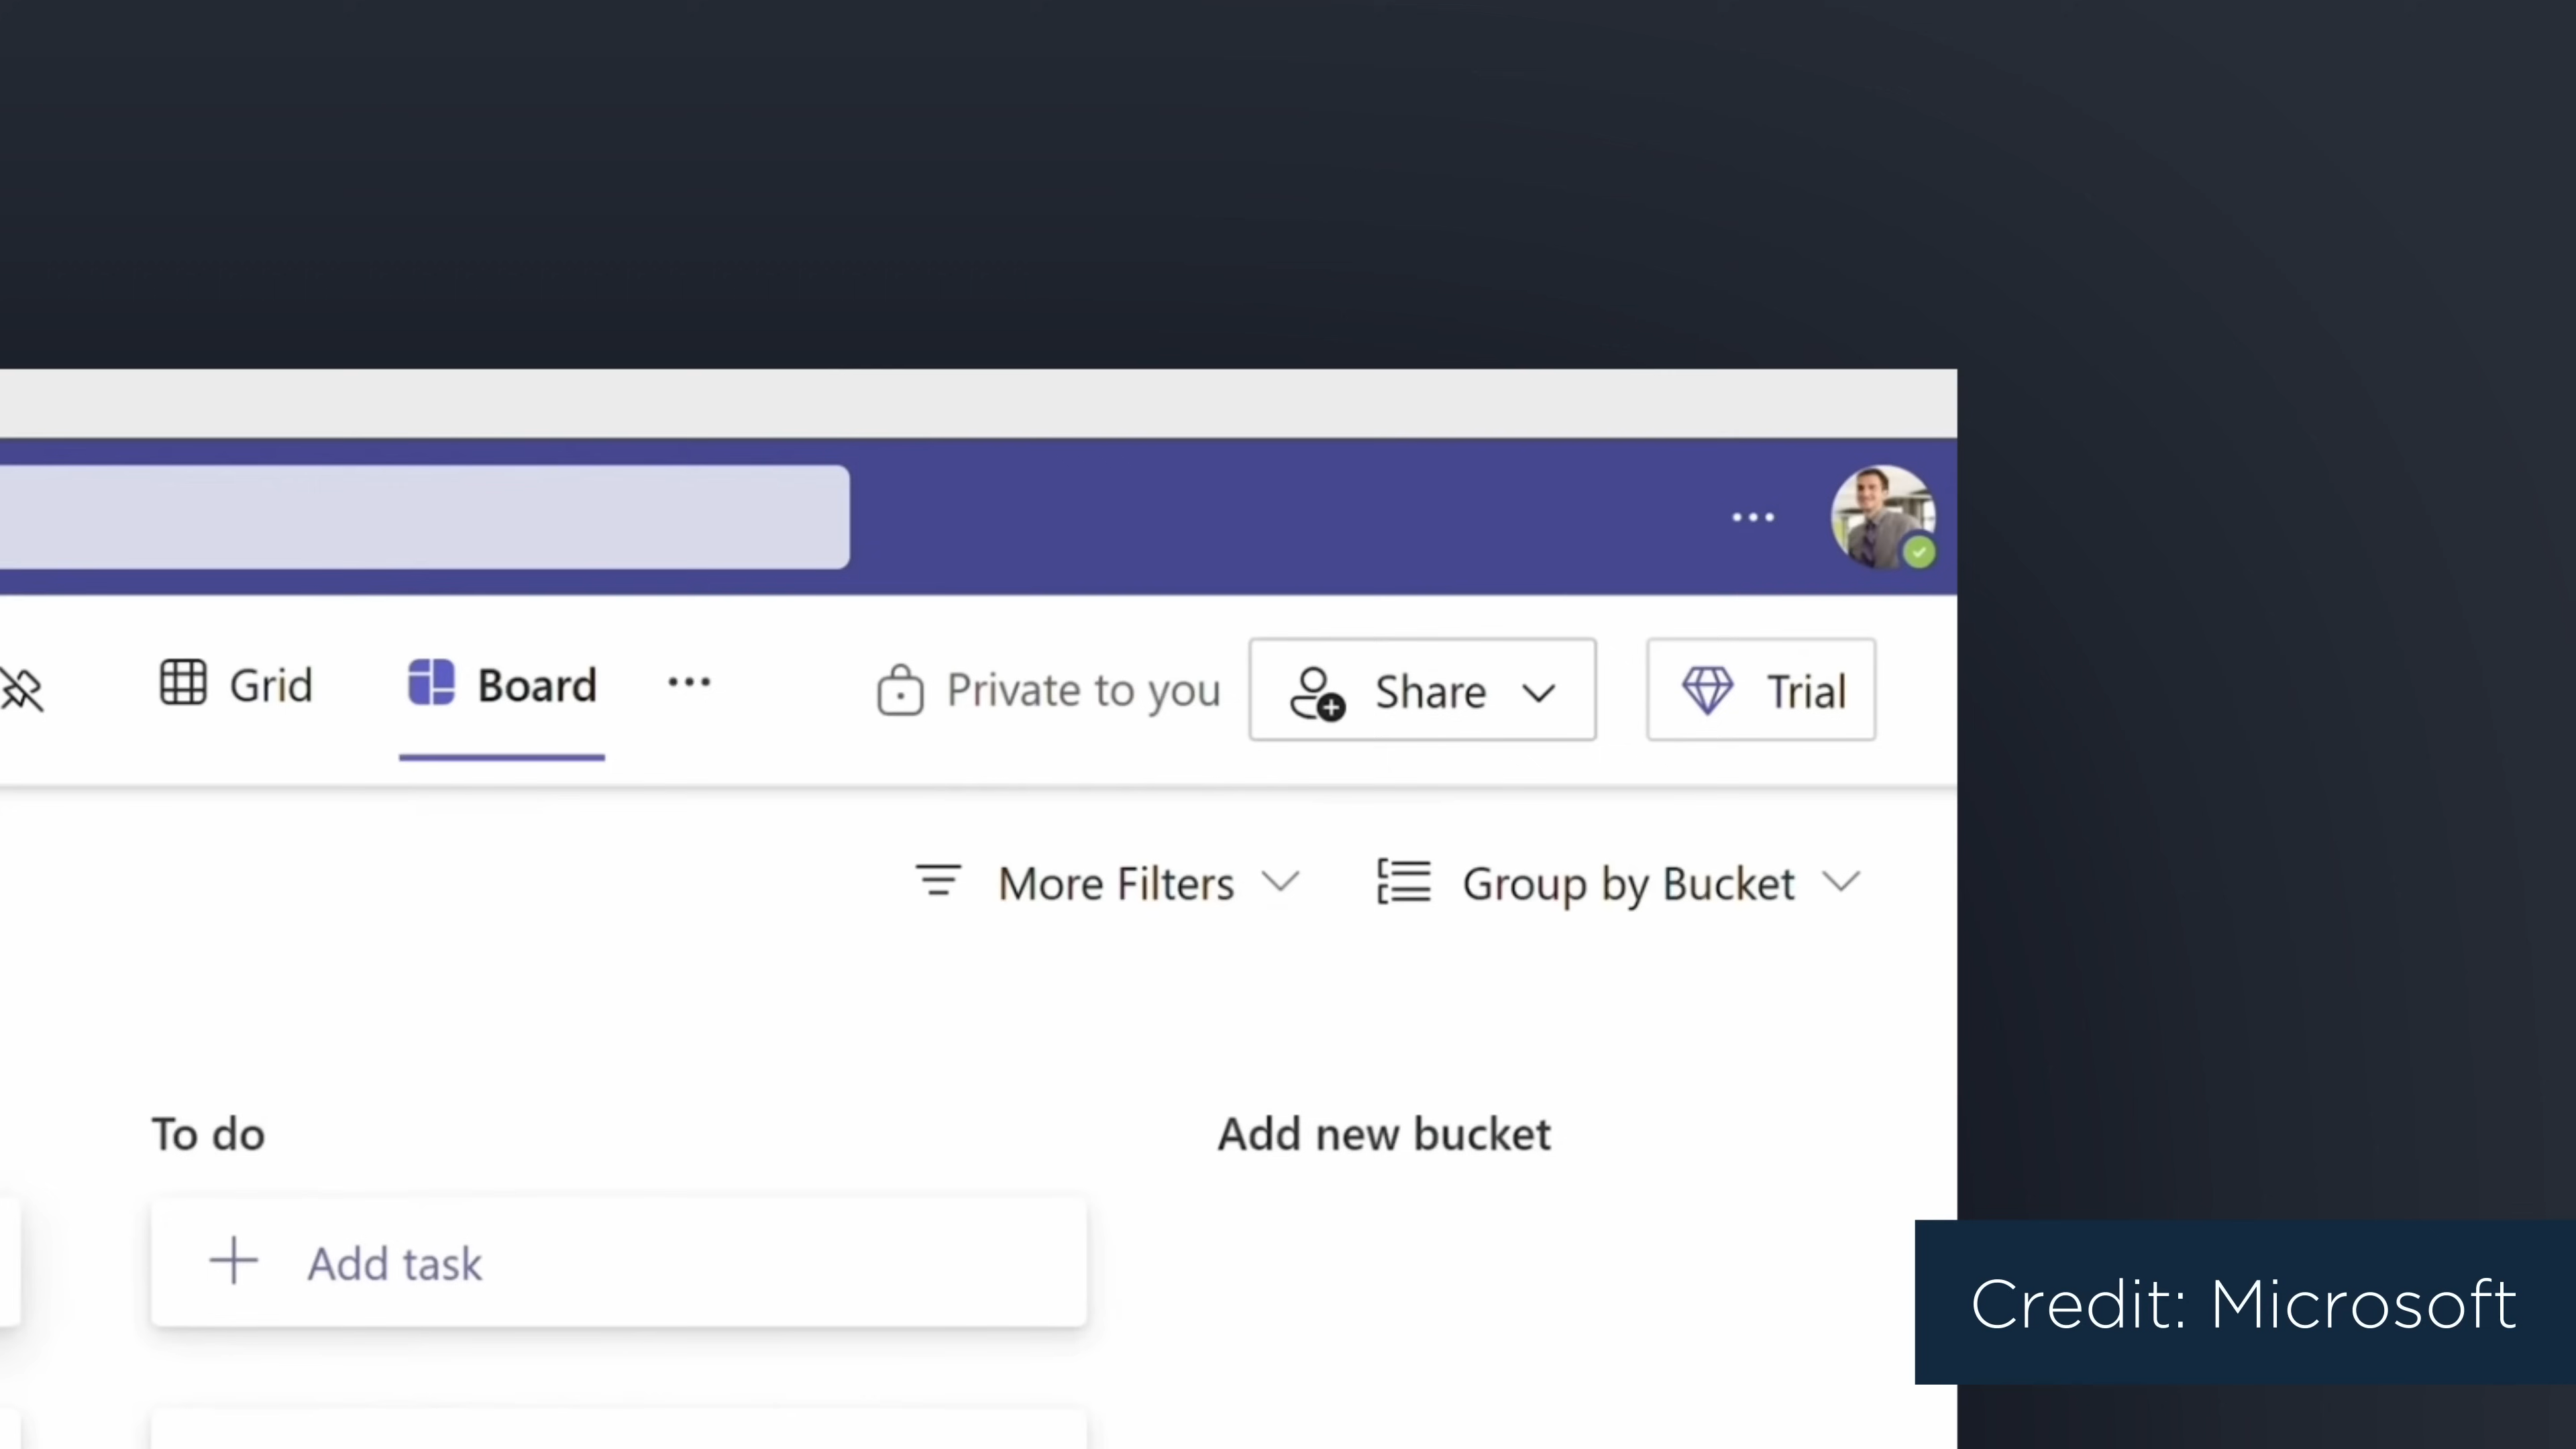 Grid
Board
Private to you
Share
Trial
More Filters
Group by Bucket
To do
Add new bucket
Add task
Credit: Microsoft